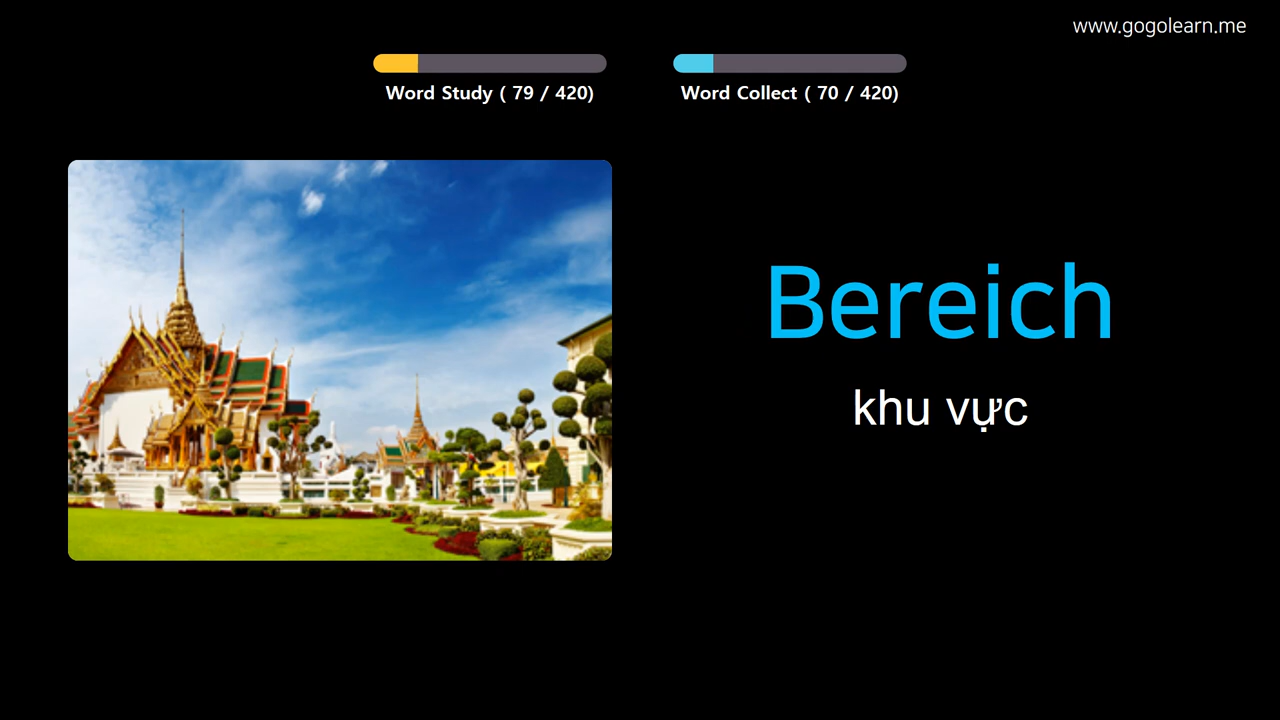 www.gogolearn.me
Word Study ( 79 / 420)
Word Collect ( 70 / 420)
Bereich
khu vực